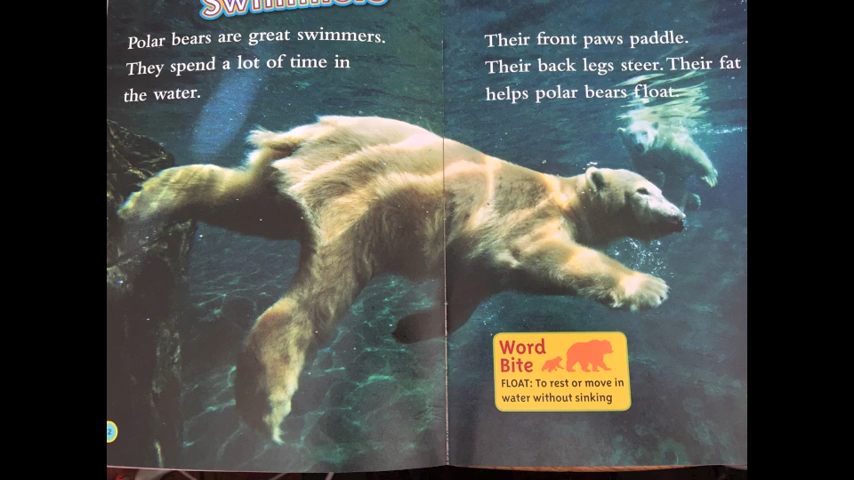 Swimmers
Polar bears are great swimmers.
They spend a lot of time in
the water.
Their front paws paddle.
Their back legs steer. Their fat
helps polar bears float.
Word
Bite
FLOAT: To rest or move in
water without sinking